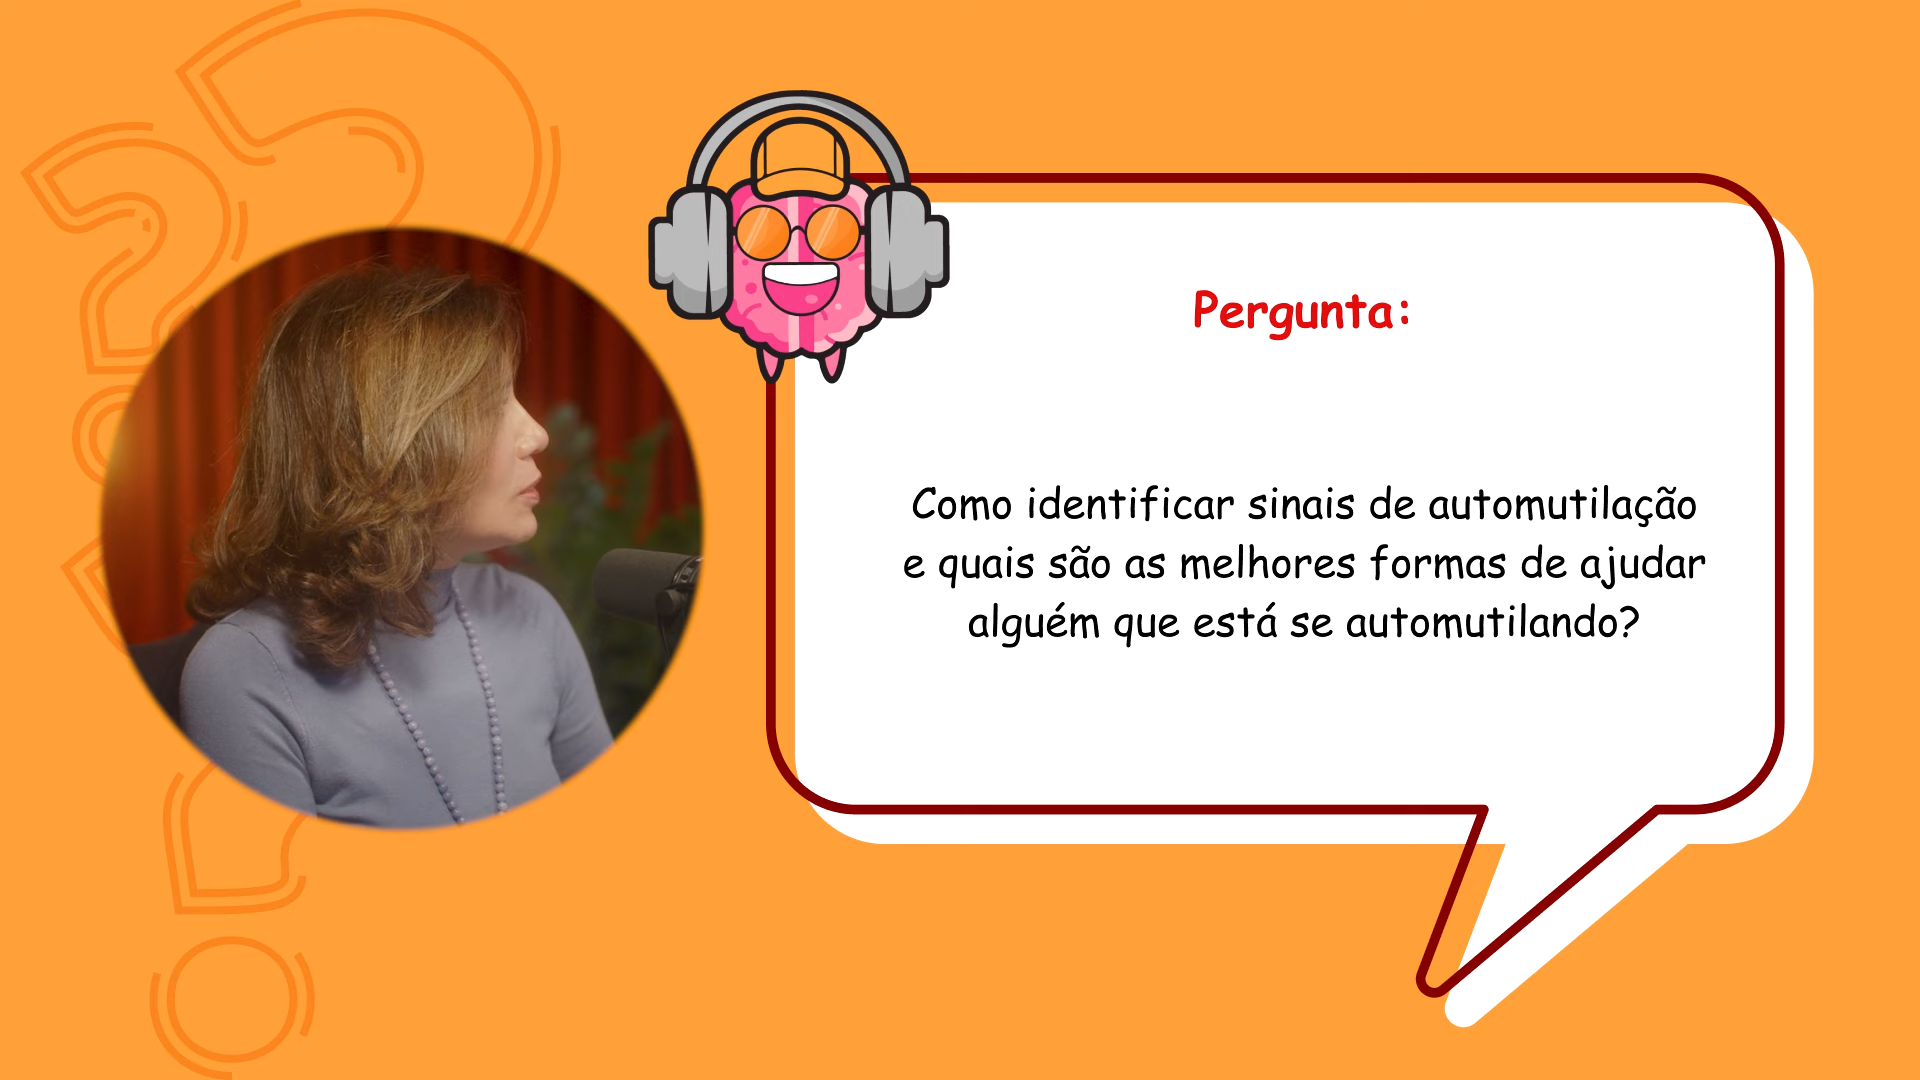 Pergunta:
Como identificar sinais de automutilação
e quais são as melhores formas de ajudar
alguém que está se automutilando?